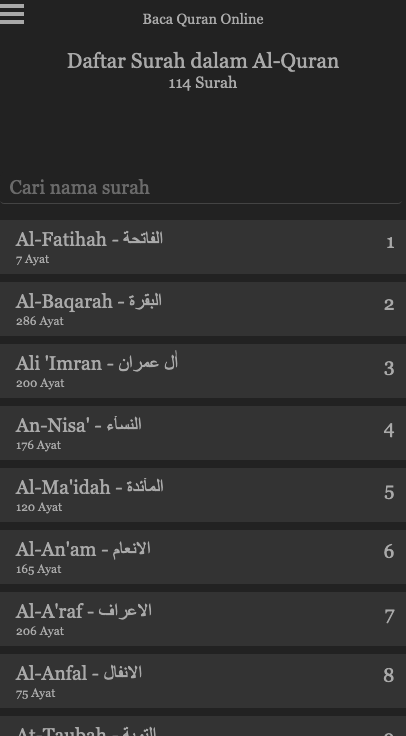 Baca Quran Online
Daftar Surah dalam Al-Quran
114 Surah
Cari nama surah
Al-Fatihah - الفاتحة 1
7 Ayat
Al-Baqarah - البقرة 2
286 Ayat
Ali 'Imran - أل عمران 3
200 Ayat
An-Nisa' - النسأء 4
176 Ayat
Al-Ma'idah - المأئدة 5
120 Ayat
Al-An'am - الانعام 6
165 Ayat
Al-A'raf - الاعراف 7
206 Ayat
Al-Anfal - الانفال 8
75 Ayat
At-Taubah - التوبة 9